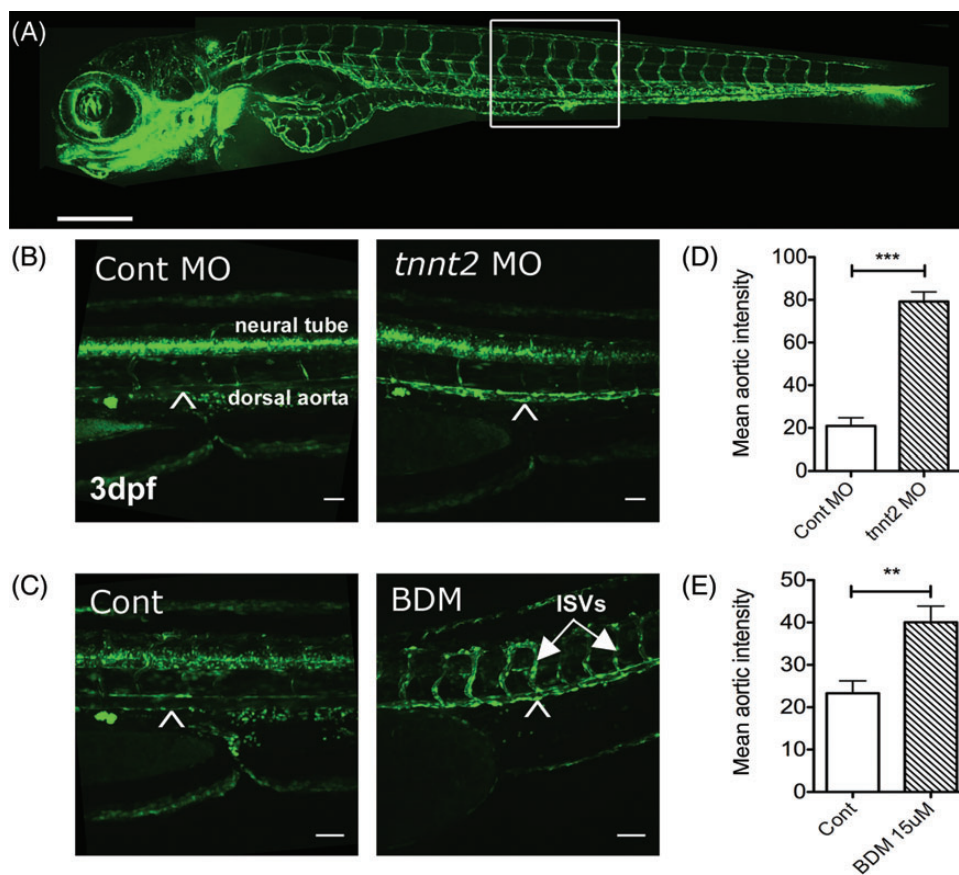 (A)
(B)
Cont MO
neural tube
dorsal aorta
3dpf
tnnt2 MO
(D)
Mean aortic intensity
100
80
60
40
20
0
***
Cont MO
tnnt2 MO
(C)
Cont
BDM
ISVs
(E)
Mean aortic intensity
50
40
30
20
10
0
**
Cont
BDM 15uM